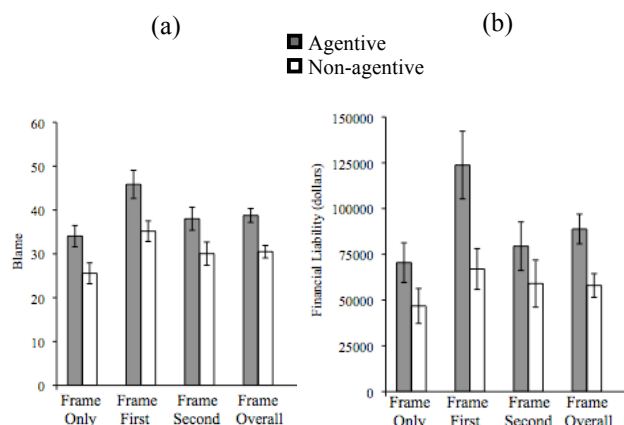 (a)
(b)
Agentive
Non-agentive
60
50
40
30
20
10
0
Blame
Frame Only
Frame First
Frame Second
Frame Overall
150000
125000
100000
75000
50000
25000
0
Financial Liability (dollars)
Frame Only
Frame First
Frame Second
Frame Overall